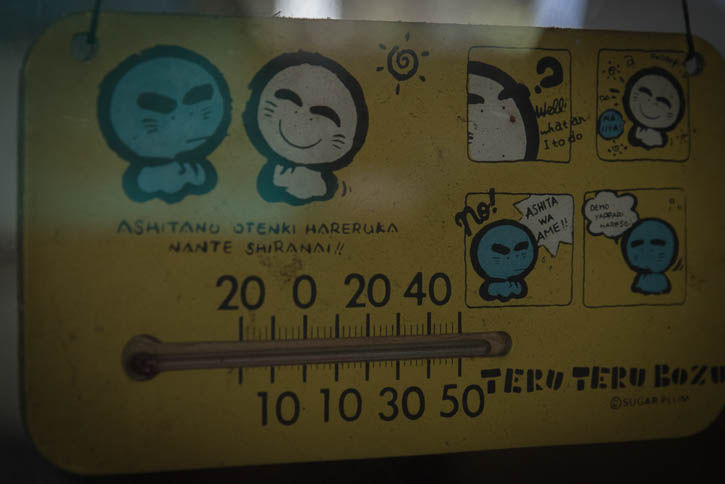 ASHITANO OTENKI HARERUKA
NANTE SHIRANAI!!
?
Well,
what can
I to do
No!
ASHITA
WA
AME!!
DEMO
YAPPARI
20 0 20 40
10 10 30 50
TERU TERU BOZU
©SUGAR PLUM